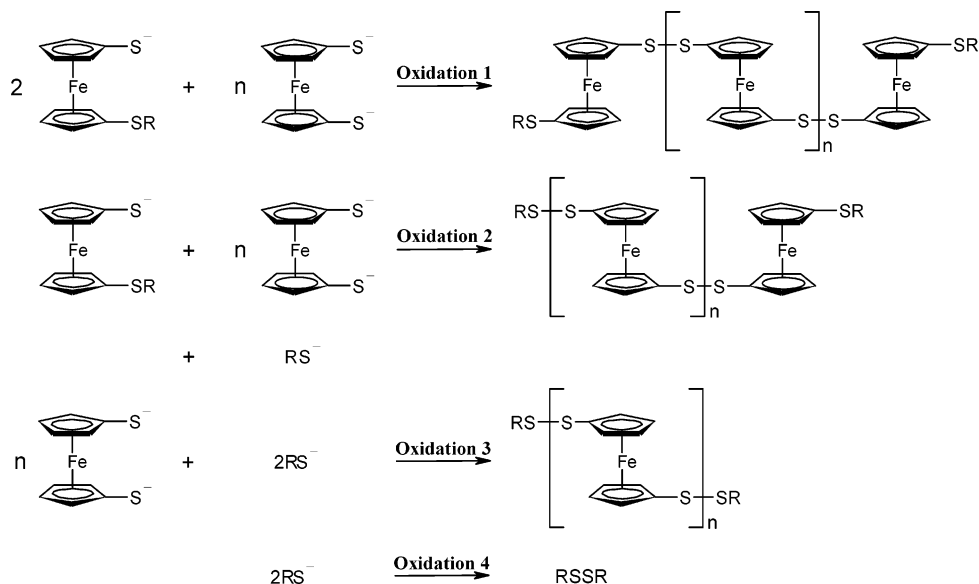 S⁻ S⁻ S S SR
2 Fe + n Fe Oxidation 1 Fe Fe Fe
SR S⁻ RS S S n
S⁻ S⁻ RS S SR
Fe + n Fe Oxidation 2 Fe Fe
SR S⁻ S S n
+ RS⁻
S⁻ RS S
n Fe + 2RS⁻ Oxidation 3 Fe
S⁻ S SR n
2RS⁻ Oxidation 4 RSSR